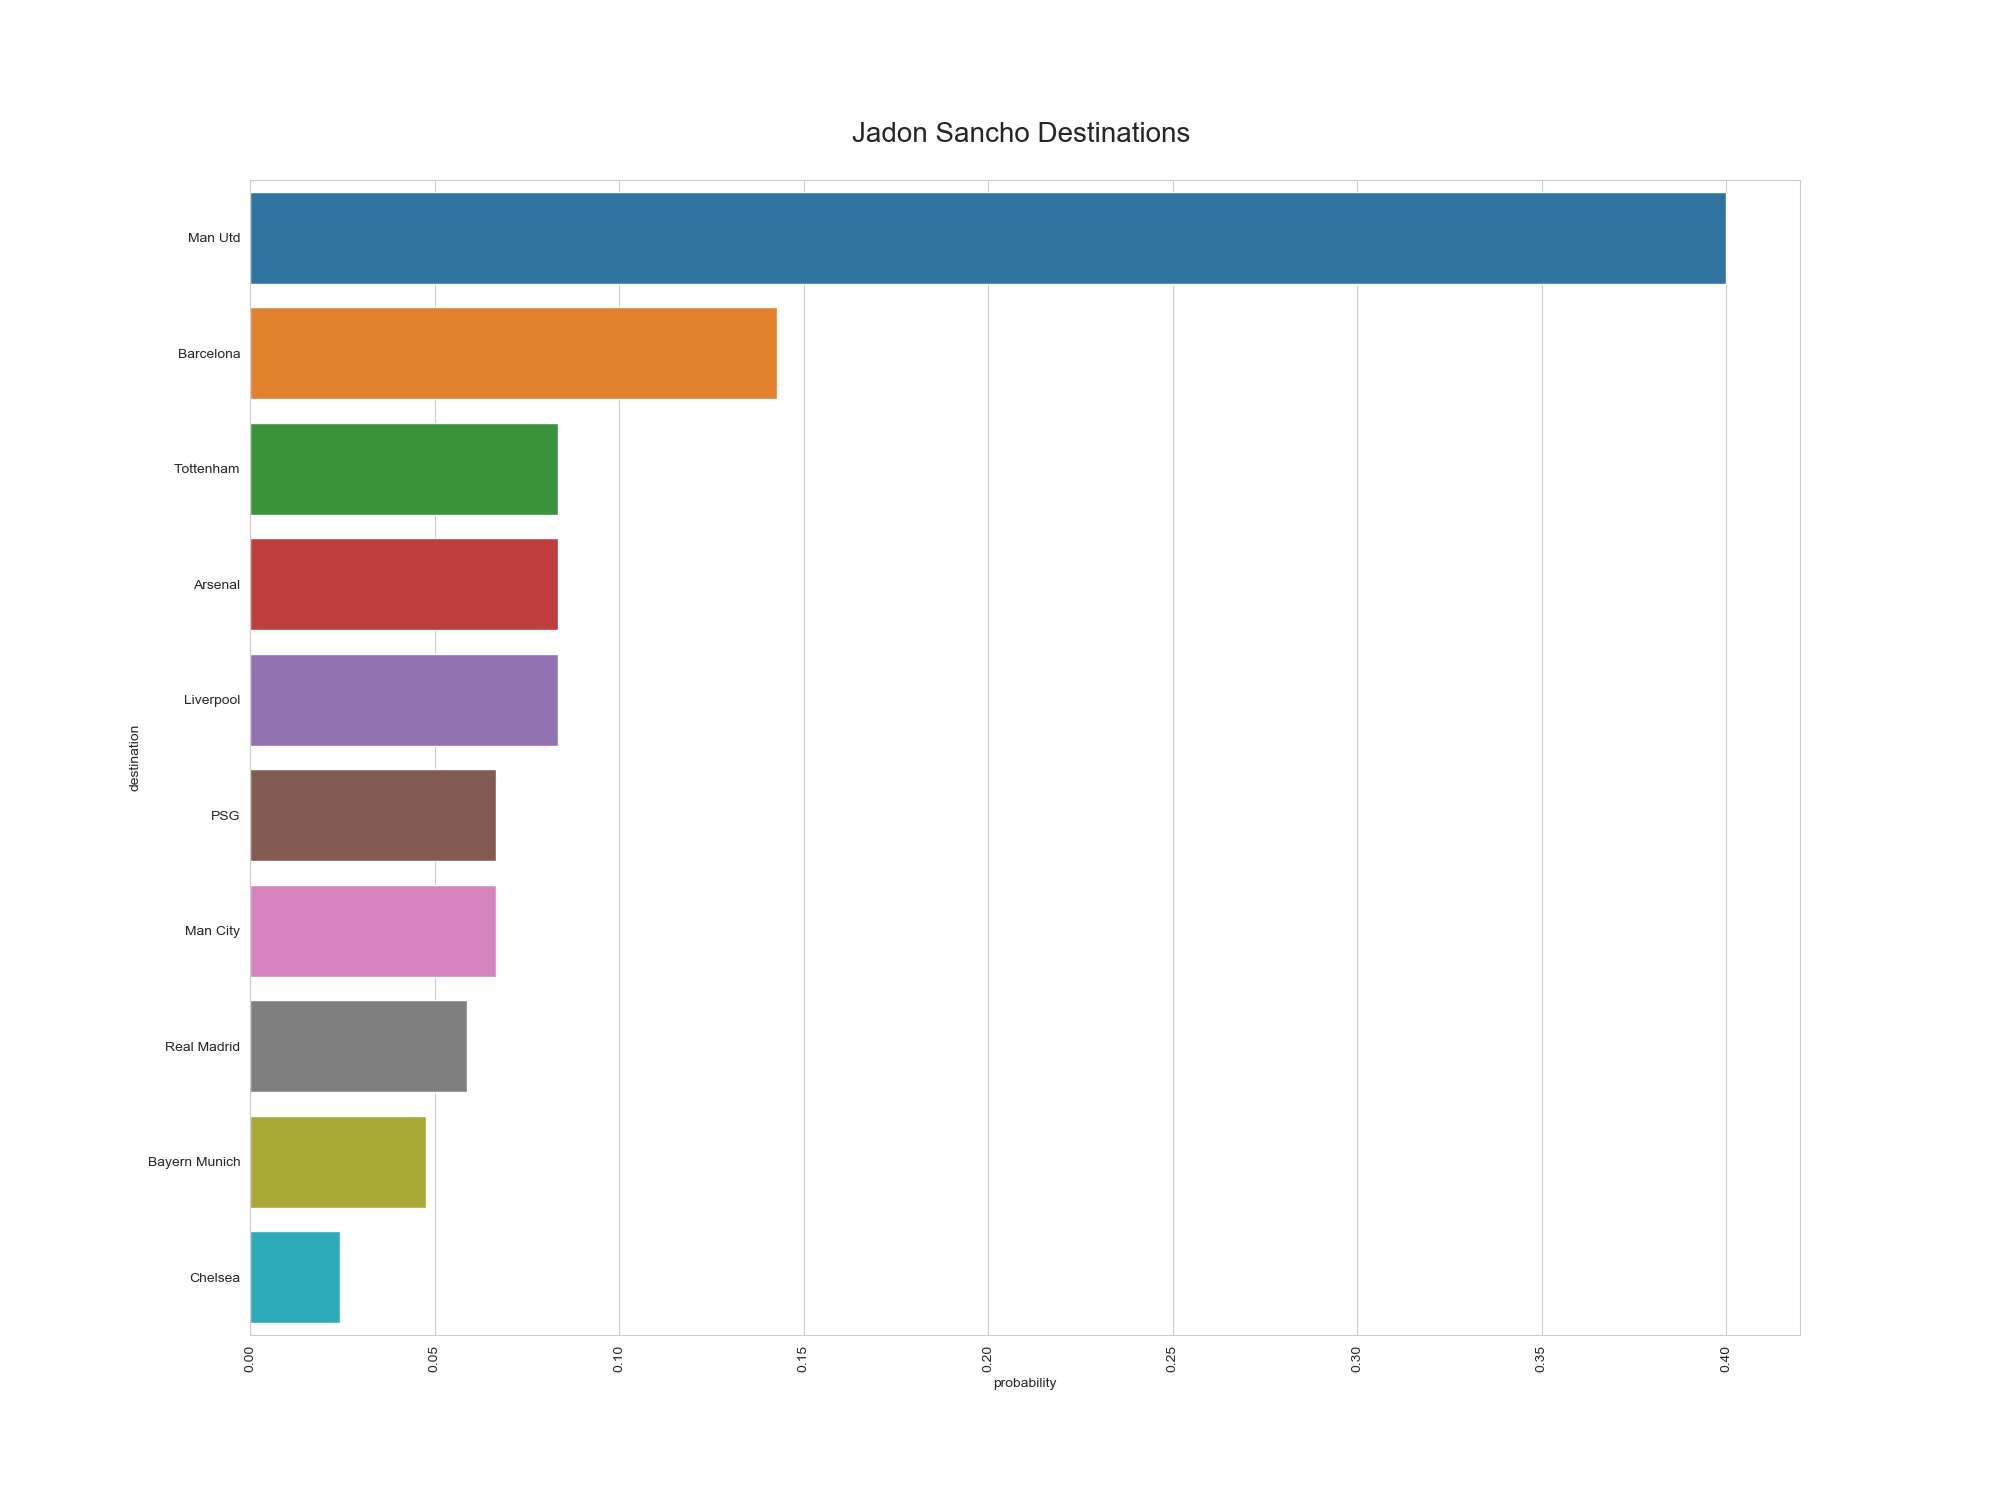 Jadon Sancho Destinations
Man Utd
Barcelona
Tottenham
Arsenal
Liverpool
destination
PSG
Man City
Real Madrid
Bayern Munich
Chelsea
0.00 0.05 0.10 0.15 0.20 0.25 0.30 0.35 0.40
probability